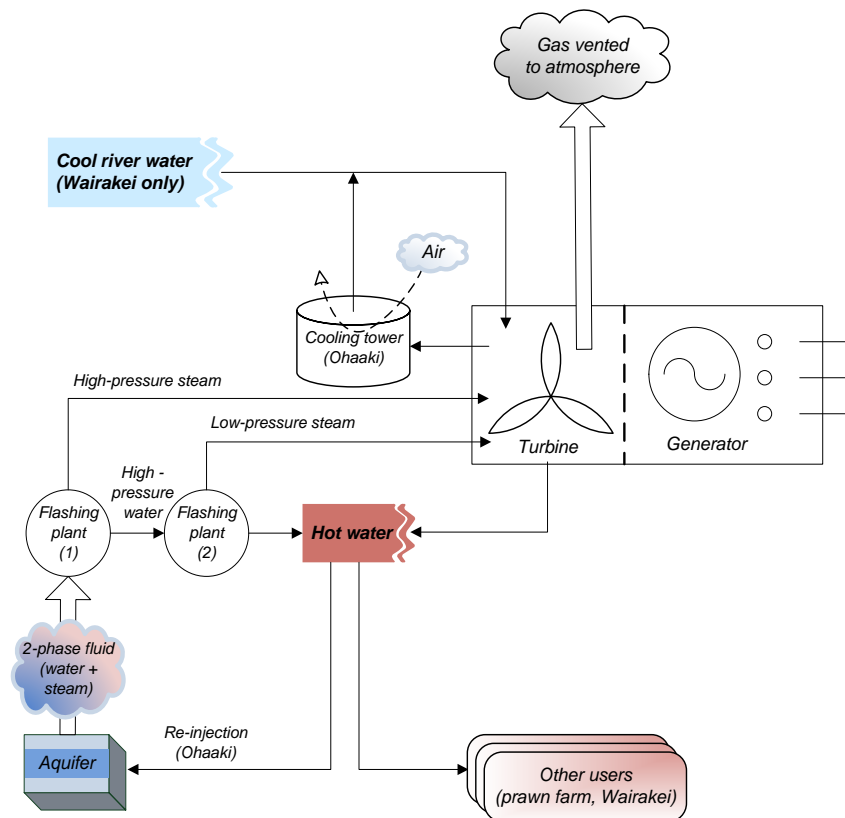 Gas vented
to atmosphere
Cool river water
(Wairakei only)
Air
Cooling tower
(Ohaaki)
High-pressure steam
Low-pressure steam
Turbine
Generator
High -
pressure
water
Flashing
plant
(1)
Flashing
plant
(2)
Hot water
2-phase fluid
(water +
steam)
Re-injection
(Ohaaki)
Aquifer
Other users
(prawn farm, Wairakei)